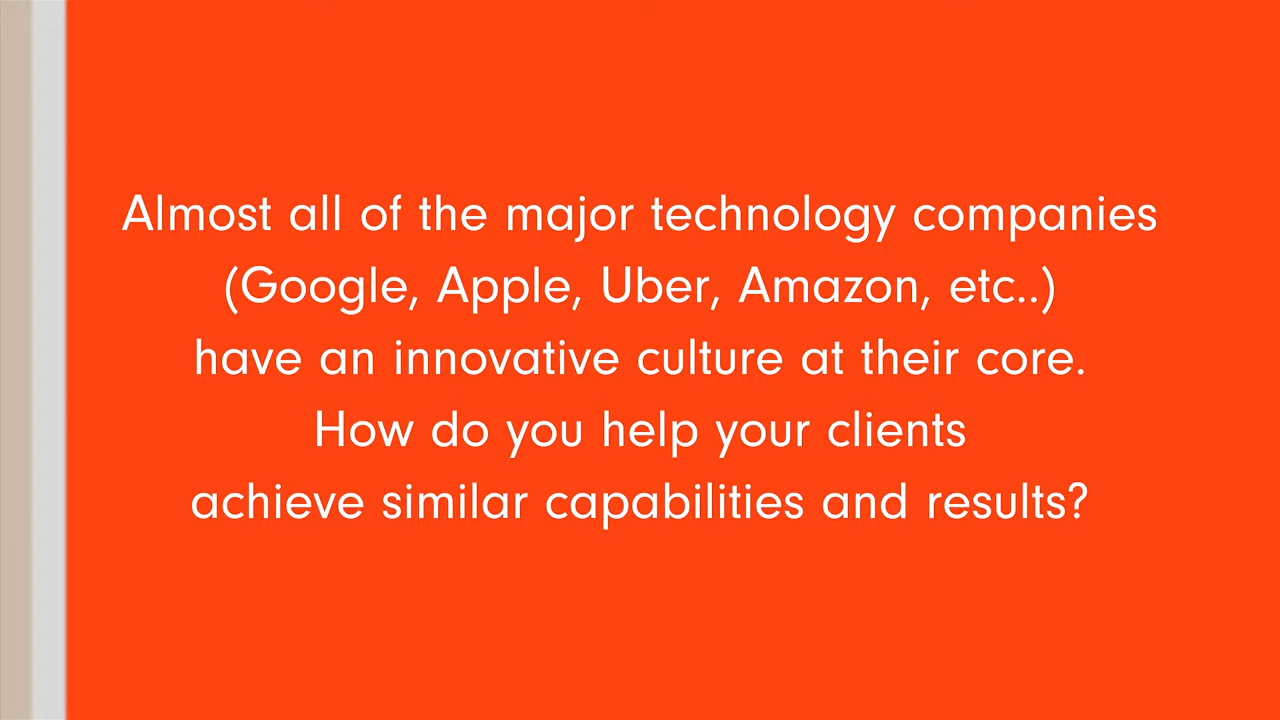 Almost all of the major technology companies
(Google, Apple, Uber, Amazon, etc..)
have an innovative culture at their core.
How do you help your clients
achieve similar capabilities and results?